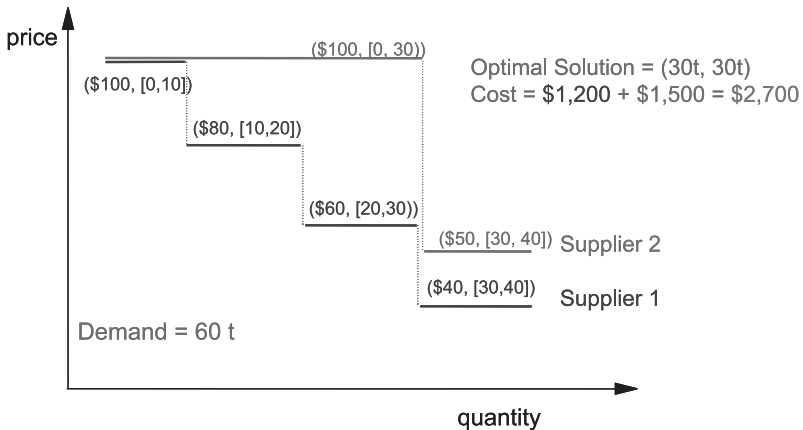 price
($100, [0, 30))
($100, [0,10])
Optimal Solution = (30t, 30t)
Cost = $1,200 + $1,500 = $2,700
($80, [10,20])
($60, [20,30))
($50, [30, 40])
Supplier 2
($40, [30,40])
Supplier 1
Demand = 60 t
quantity